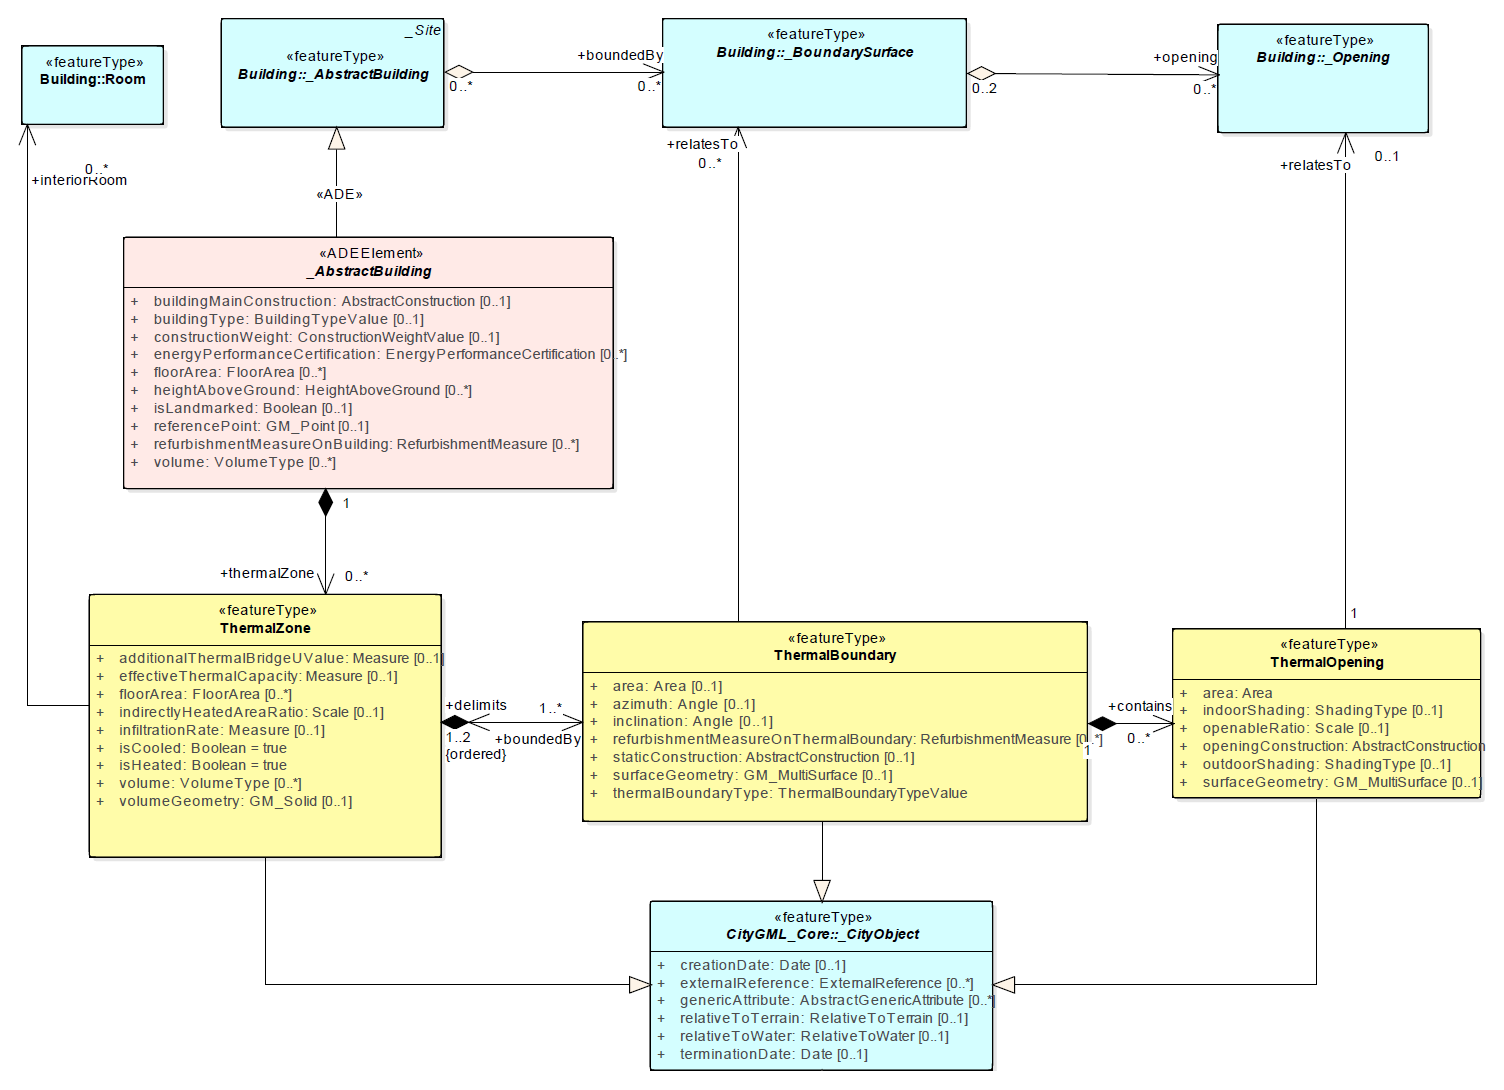 «featureType»
Building::Room
_Site
«featureType»
Building::_AbstractBuilding
0..*
+boundedBy
0..*
«featureType»
Building::_BoundarySurface
0..2
+opening
0..*
«featureType»
Building::_Opening
+relatesTo
0..*
+relatesTo
0..1
0..*
+interiorRoom
«ADE»
«ADEElement»
_AbstractBuilding
+ buildingMainConstruction: AbstractConstruction [0..1]
+ buildingType: BuildingTypeValue [0..1]
+ constructionWeight: ConstructionWeightValue [0..1]
+ energyPerformanceCertification: EnergyPerformanceCertification [0..*]
+ floorArea: FloorArea [0..*]
+ heightAboveGround: HeightAboveGround [0..*]
+ isLandmarked: Boolean [0..1]
+ referencePoint: GM_Point [0..1]
+ refurbishmentMeasureOnBuilding: RefurbishmentMeasure [0..*]
+ volume: VolumeType [0..*]
1
+thermalZone
0..*
«featureType»
ThermalZone
+ additionalThermalBridgeUValue: Measure [0..1]
+ effectiveThermalCapacity: Measure [0..1]
+ floorArea: FloorArea [0..*]
+ indirectlyHeatedAreaRatio: Scale [0..1]
+ infiltrationRate: Measure [0..1]
+ isCooled: Boolean = true
+ isHeated: Boolean = true
+ volume: VolumeType [0..*]
+ volumeGeometry: GM_Solid [0..1]
+delimits
1..*
1..2
+boundedBy
{ordered}
«featureType»
ThermalBoundary
+ area: Area [0..1]
+ azimuth: Angle [0..1]
+ inclination: Angle [0..1]
+ refurbishmentMeasureOnThermalBoundary: RefurbishmentMeasure [0..*]
+ staticConstruction: AbstractConstruction [0..1]
+ surfaceGeometry: GM_MultiSurface [0..1]
+ thermalBoundaryType: ThermalBoundaryTypeValue
+contains
1
0..*
1
«featureType»
ThermalOpening
+ area: Area
+ indoorShading: ShadingType [0..1]
+ openableRatio: Scale [0..1]
+ openingConstruction: AbstractConstruction
+ outdoorShading: ShadingType [0..1]
+ surfaceGeometry: GM_MultiSurface [0..1]
«featureType»
CityGML_Core::_CityObject
+ creationDate: Date [0..1]
+ externalReference: ExternalReference [0..*]
+ genericAttribute: AbstractGenericAttribute [0..*]
+ relativeToTerrain: RelativeToTerrain [0..1]
+ relativeToWater: RelativeToWater [0..1]
+ terminationDate: Date [0..1]